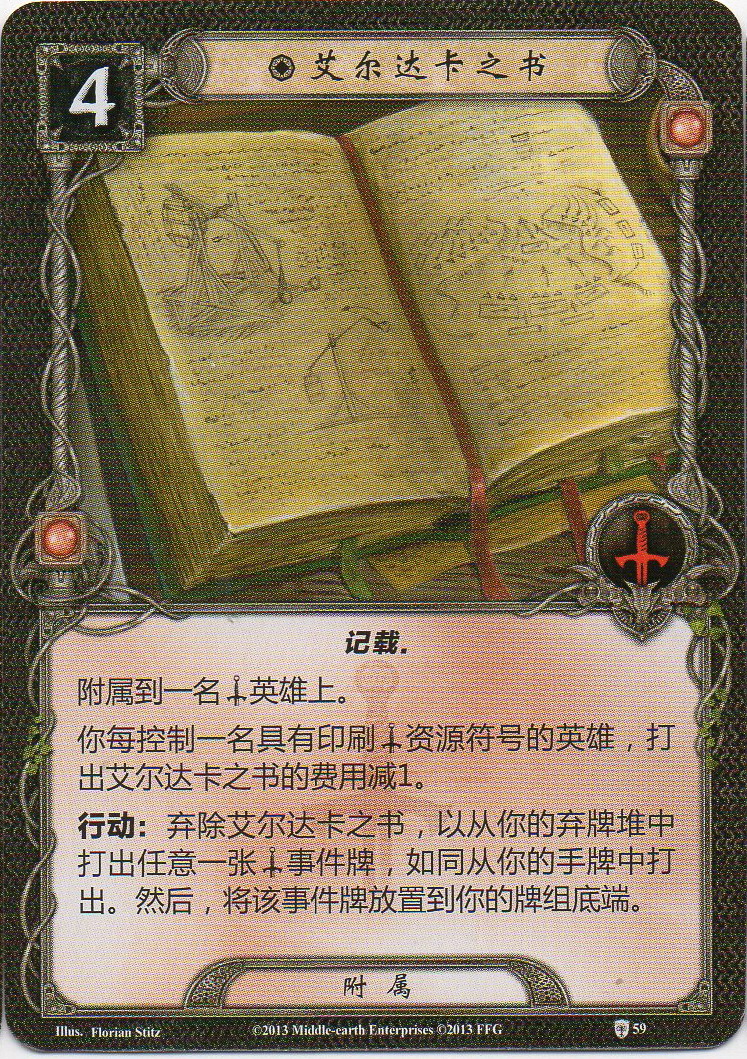 4
艾尔达卡之书
记载.
附属到一名英雄上。
你每控制一名具有印刷资源符号的英雄，打
出艾尔达卡之书的费用减1。
行动：弃除艾尔达卡之书，以从你的弃牌堆中
打出任意一张事件牌，如同从你的手牌中打
出。然后，将该事件牌放置到你的牌组底端。
附 属
Illus. Florian Stitz ©2013 Middle-earth Enterprises ©2013 FFG 59